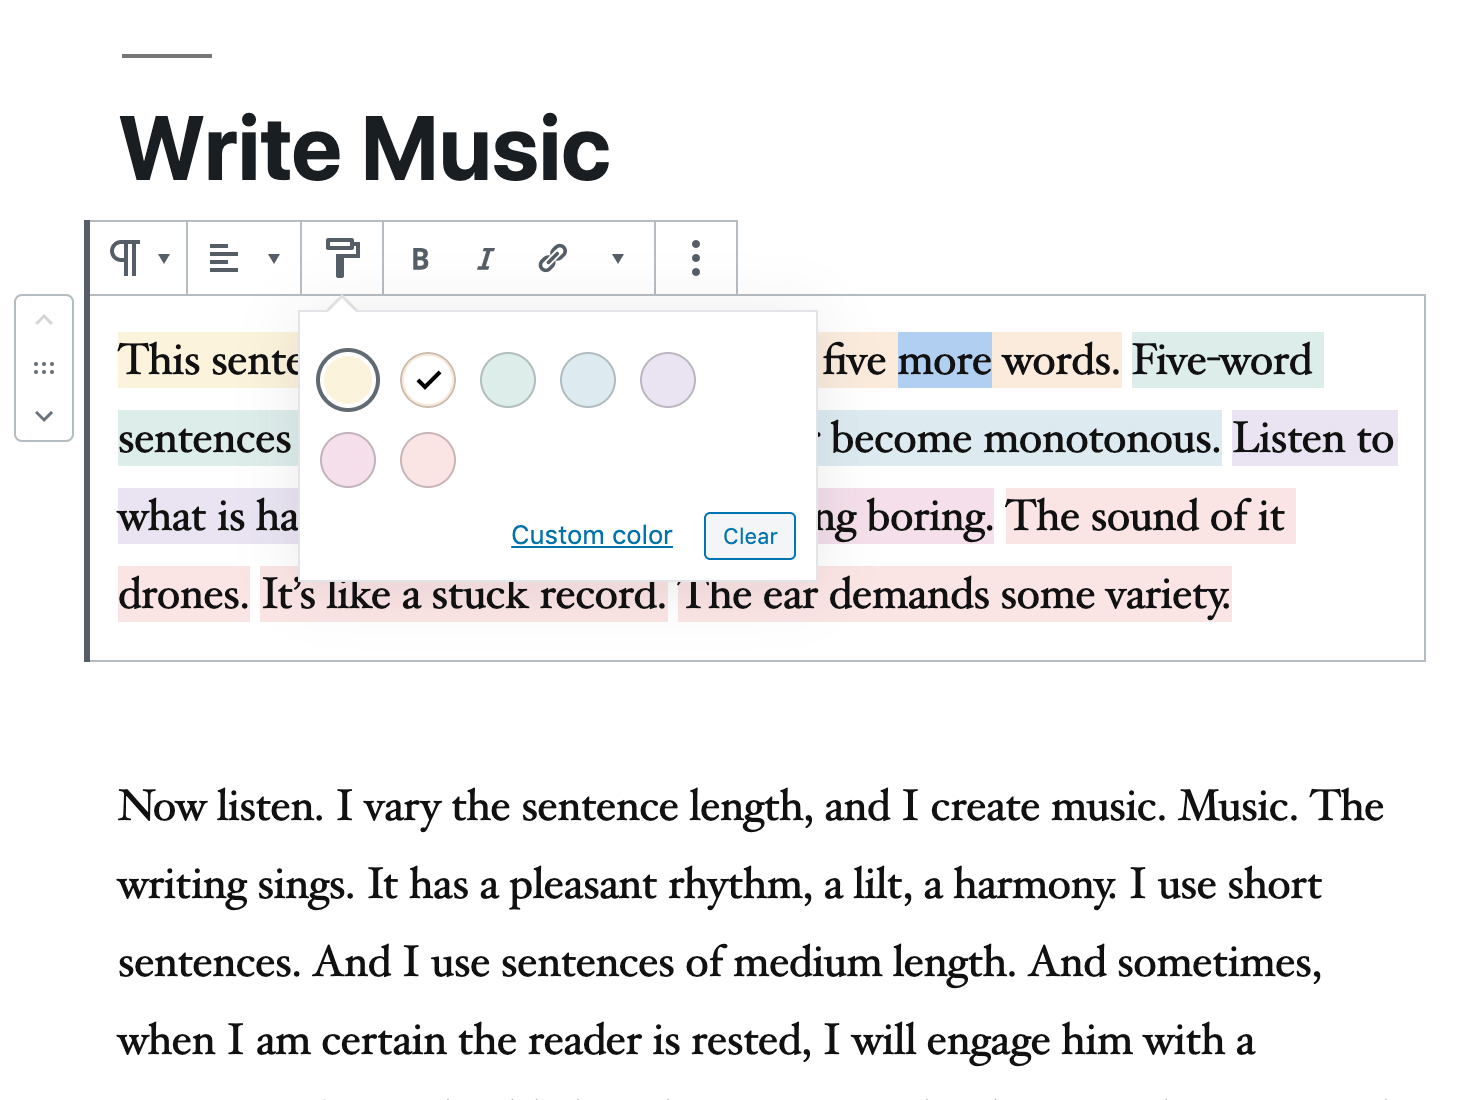 Write Music
B I
This sente five more words. Five-word
sentences become monotonous. Listen to
what is ha ng boring. The sound of it
Custom color Clear
drones. It’s like a stuck record. The ear demands some variety.
Now listen. I vary the sentence length, and I create music. Music. The
writing sings. It has a pleasant rhythm, a lilt, a harmony. I use short
sentences. And I use sentences of medium length. And sometimes,
when I am certain the reader is rested, I will engage him with a